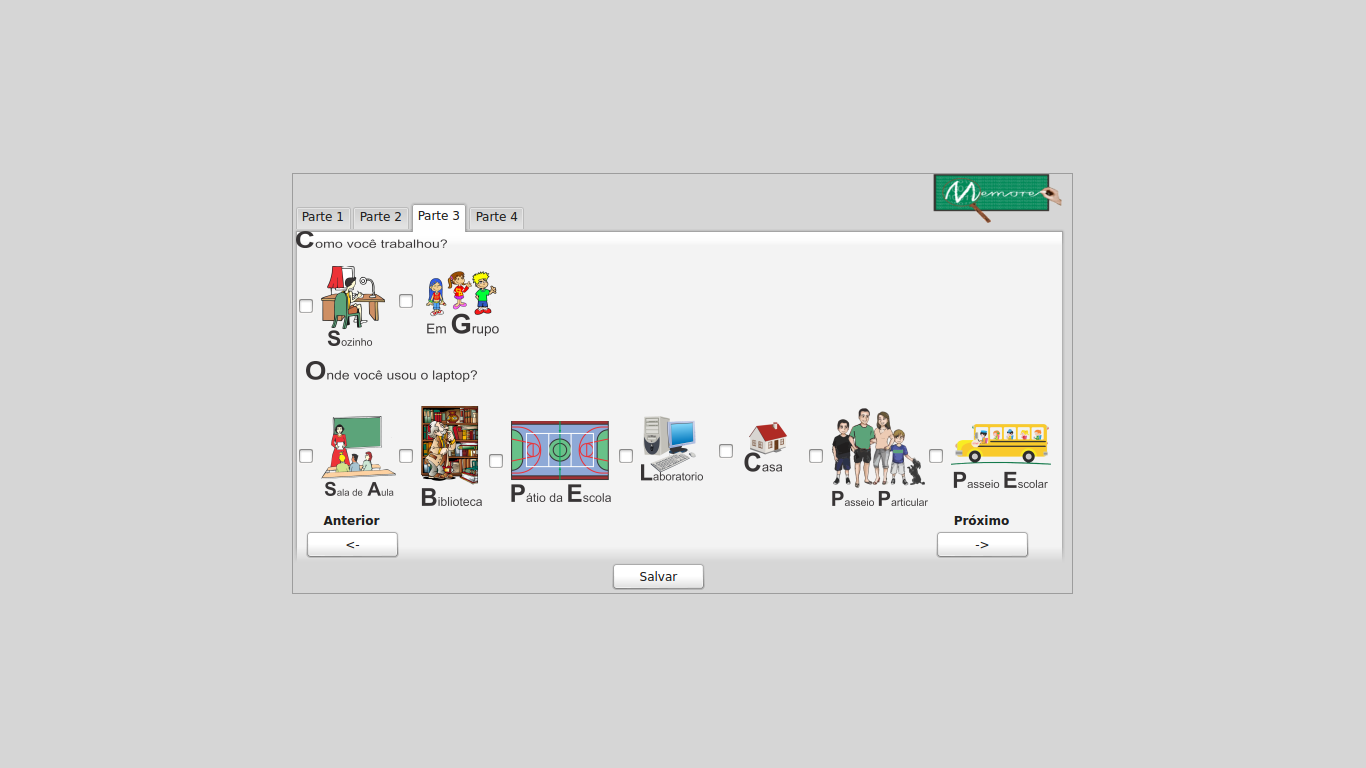 Memore
Parte 1 Parte 2 Parte 3 Parte 4
Como você trabalhou?
Sozinho Em Grupo
Onde você usou o laptop?
Sala de Aula Biblioteca Pátio da Escola Laboratorio Casa Passeio Particular Passeio Escolar
Anterior Próximo
<- ->
Salvar